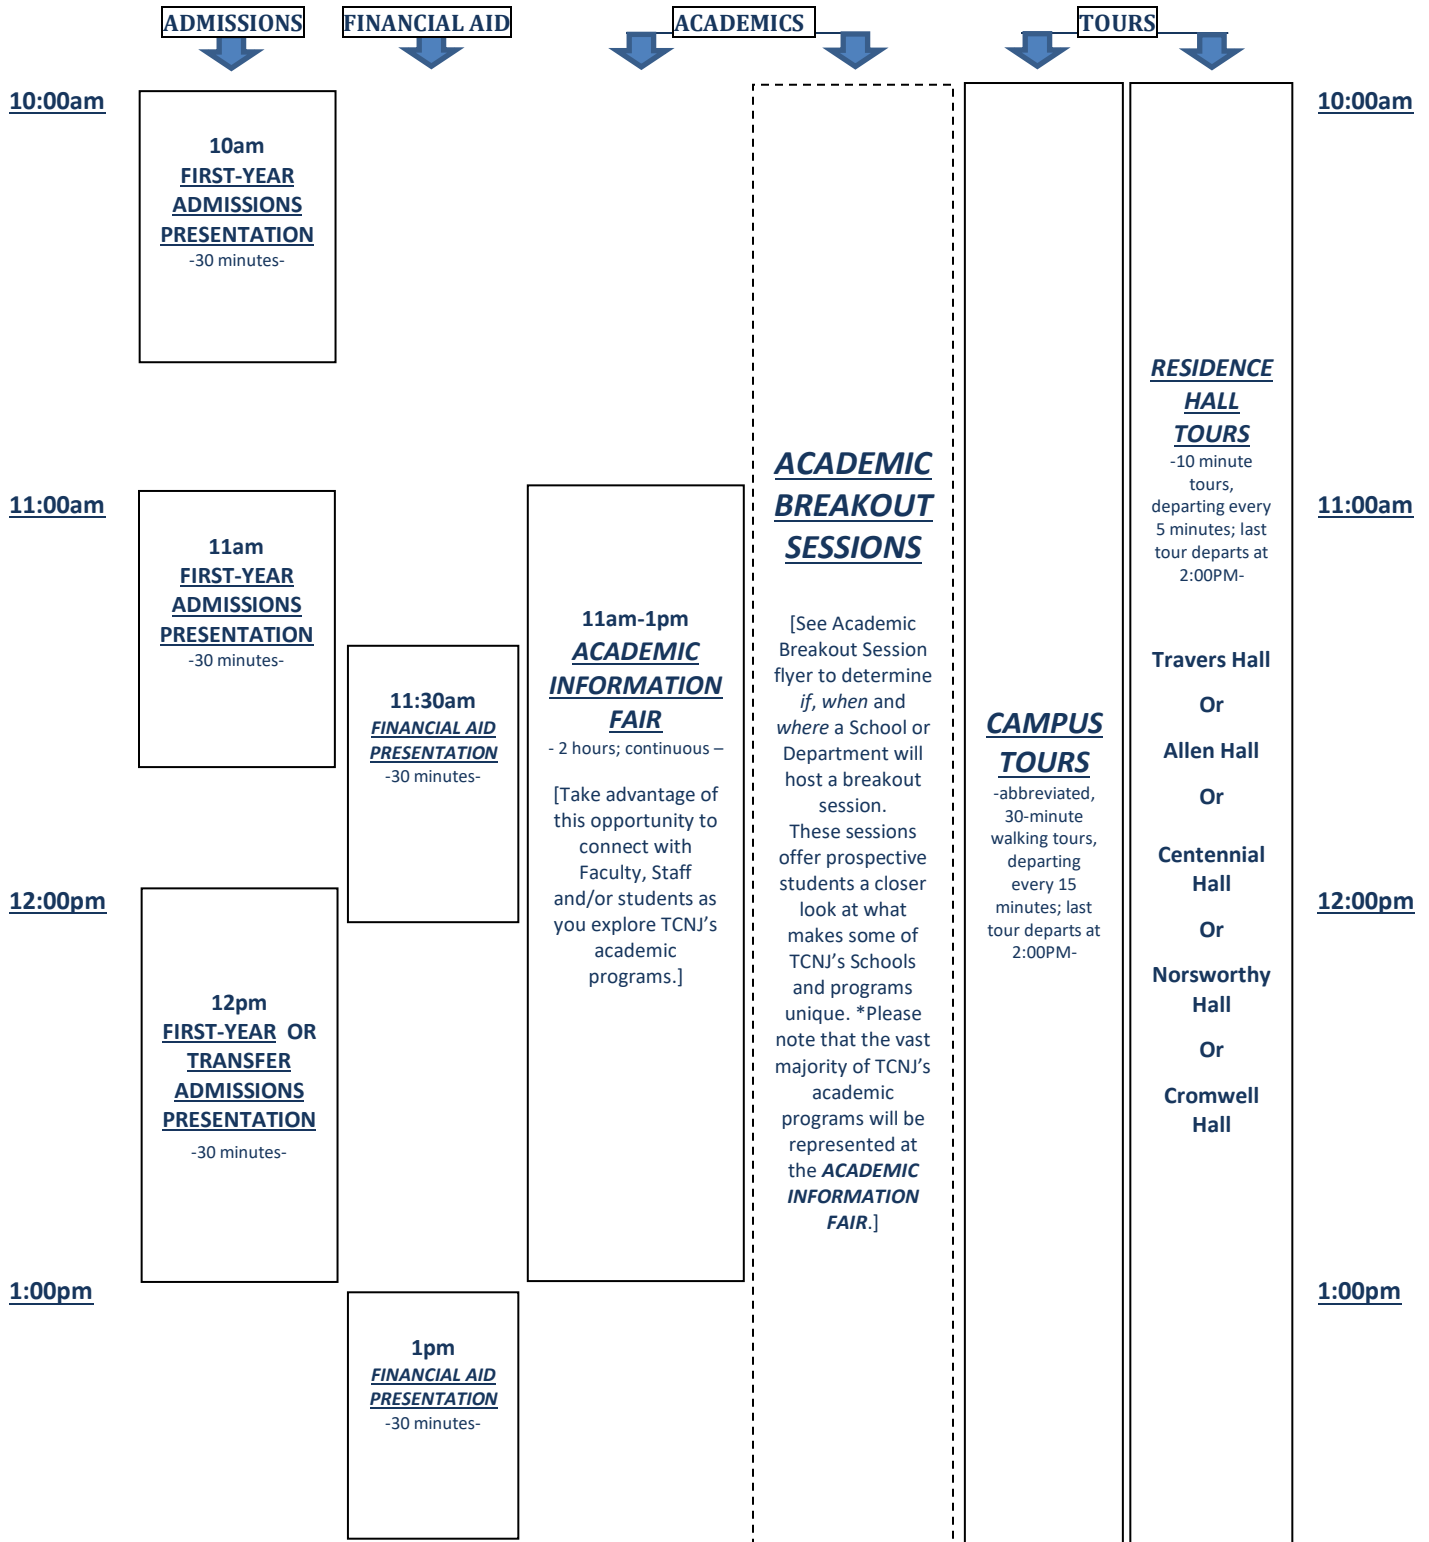 ADMISSIONS
FINANCIAL AID
ACADEMICS
TOURS
10:00am
11:00am
12:00pm
1:00pm
10am
FIRST-YEAR
ADMISSIONS
PRESENTATION
-30 minutes-
11am
FIRST-YEAR
ADMISSIONS
PRESENTATION
-30 minutes-
12pm
FIRST-YEAR OR
TRANSFER
ADMISSIONS
PRESENTATION
-30 minutes-
11:30am
FINANCIAL AID
PRESENTATION
-30 minutes-
1pm
FINANCIAL AID
PRESENTATION
-30 minutes-
11am-1pm
ACADEMIC
INFORMATION
FAIR
- 2 hours; continuous –
[Take advantage of
this opportunity to
connect with
Faculty, Staff
and/or students as
you explore TCNJ’s
academic
programs.]
ACADEMIC
BREAKOUT
SESSIONS
[See Academic
Breakout Session
flyer to determine
if, when and
where a School or
Department will
host a breakout
session.
These sessions
offer prospective
students a closer
look at what
makes some of
TCNJ’s Schools
and programs
unique. *Please
note that the vast
majority of TCNJ’s
academic
programs will be
represented at
the ACADEMIC
INFORMATION
FAIR.]
CAMPUS
TOURS
-abbreviated,
30-minute
walking tours,
departing
every 15
minutes; last
tour departs at
2:00PM-
RESIDENCE
HALL
TOURS
-10 minute
tours,
departing every
5 minutes; last
tour departs at
2:00PM-
Travers Hall
Or
Allen Hall
Or
Centennial
Hall
Or
Norsworthy
Hall
Or
Cromwell
Hall
10:00am
11:00am
12:00pm
1:00pm